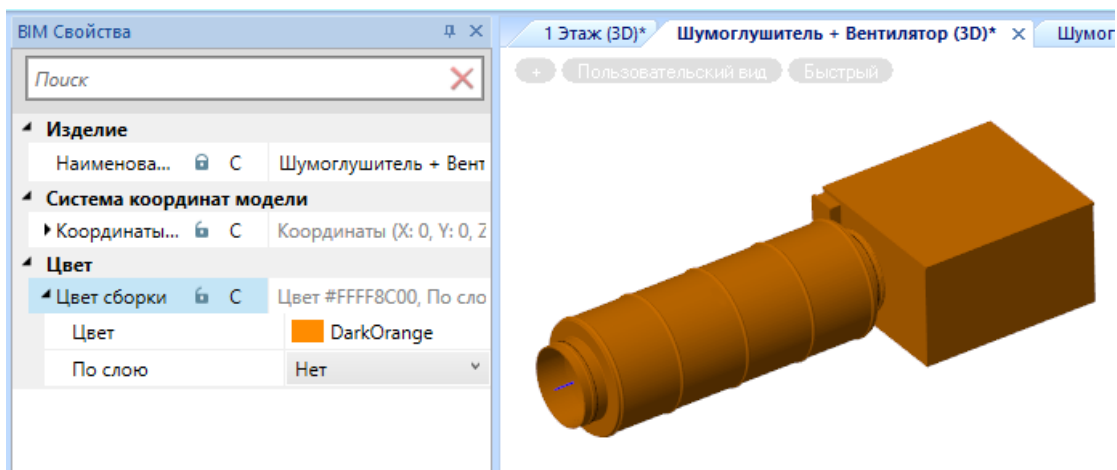 BIM Свойства
1 Этаж (3D)* Шумоглушитель + Вентилятор (3D)* Шумог
Поиск
+ Пользовательский вид Быстрый
Изделие
Наименова... С Шумоглушитель + Вент
Система координат модели
Координаты... С Координаты (X: 0, Y: 0, Z
Цвет
Цвет сборки С Цвет #FFFF8C00, По сло
Цвет DarkOrange
По слою Нет